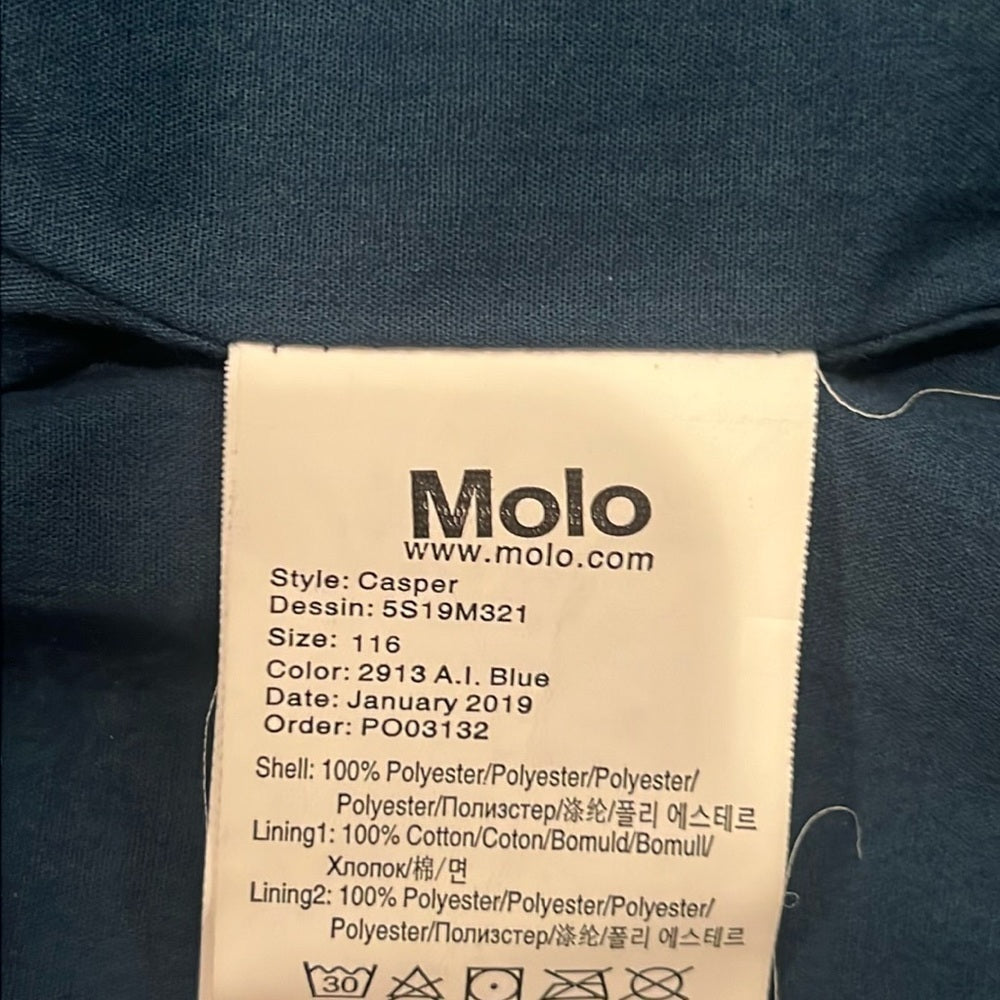 Molo
www.molo.com
Style: Casper
Dessin: 5S19M321
Size: 116
Color: 2913 A.I. Blue
Date: January 2019
Order: PO03132
Shell: 100% Polyester/Polyester/Polyester/
Polyester/Полиэстер/涤纶/폴리 에스테르
Lining1: 100% Cotton/Coton/Bomuld/Bomull/
Хлопок/棉/면
Lining2: 100% Polyester/Polyester/Polyester/
Polyester/Полиэстер/涤纶/폴리 에스테르
30